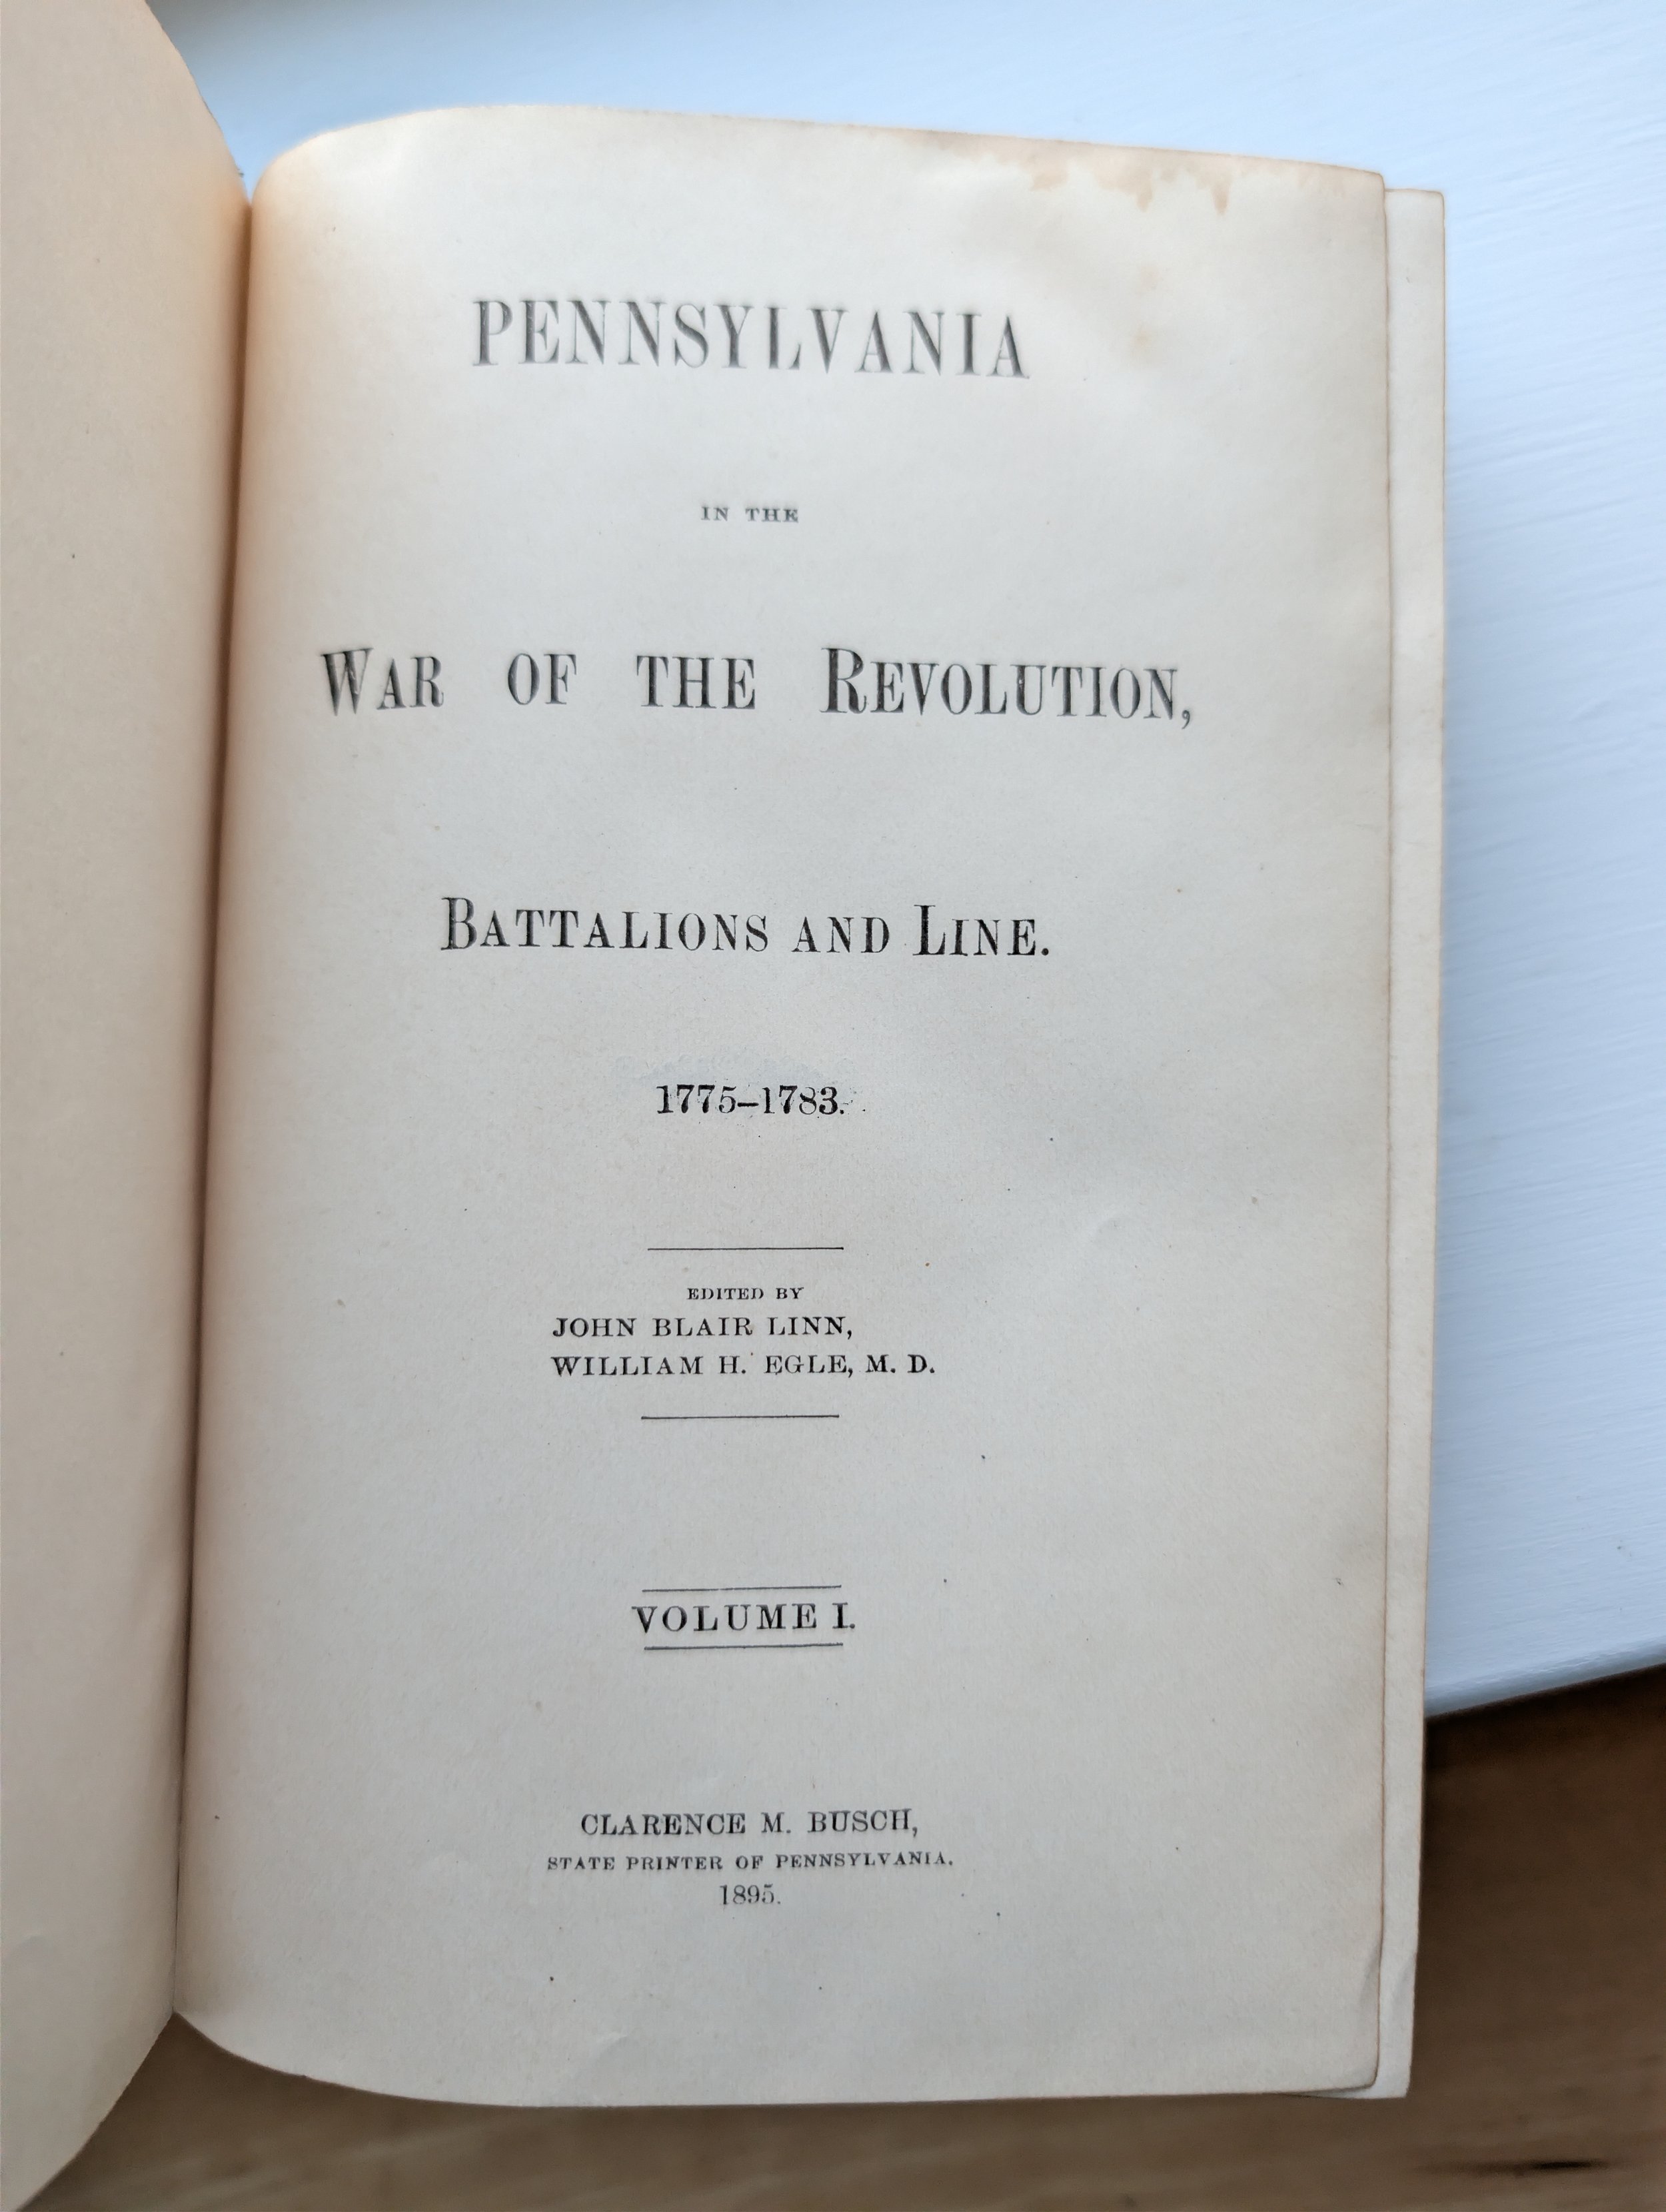 PENNSYLVANIA
IN THE
WAR OF THE REVOLUTION,
BATTALIONS AND LINE.
1775–1783.
EDITED BY
JOHN BLAIR LINN,
WILLIAM H. EGLE, M. D.
VOLUME I.
CLARENCE M. BUSCH,
STATE PRINTER OF PENNSYLVANIA.
1895.